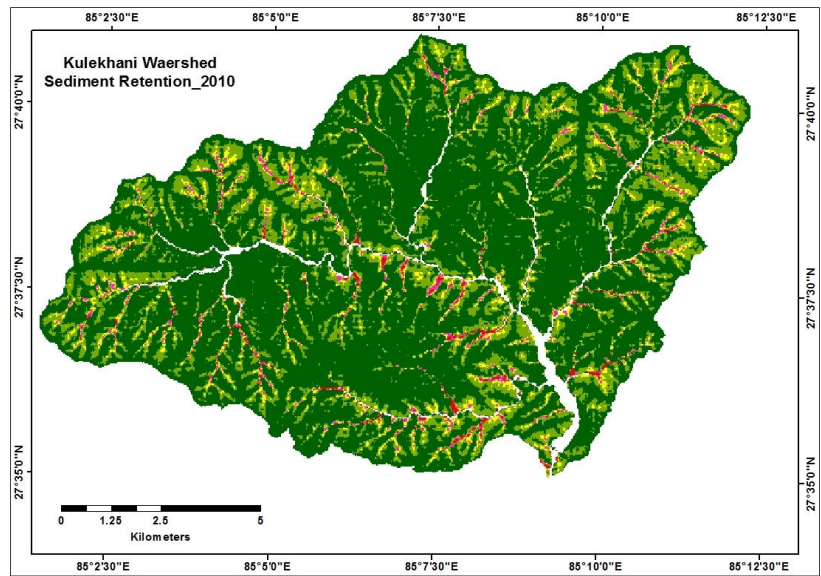 85°2'30"E 85°5'0"E 85°7'30"E 85°10'0"E 85°12'30"E
Kulekhani Waershed
Sediment Retention_2010
27°40'0"N
27°40'0"N
27°37'30"N
27°37'30"N
27°35'0"N
27°35'0"N
0 1.25 2.5 5
Kilometers
85°2'30"E 85°5'0"E 85°7'30"E 85°10'0"E 85°12'30"E